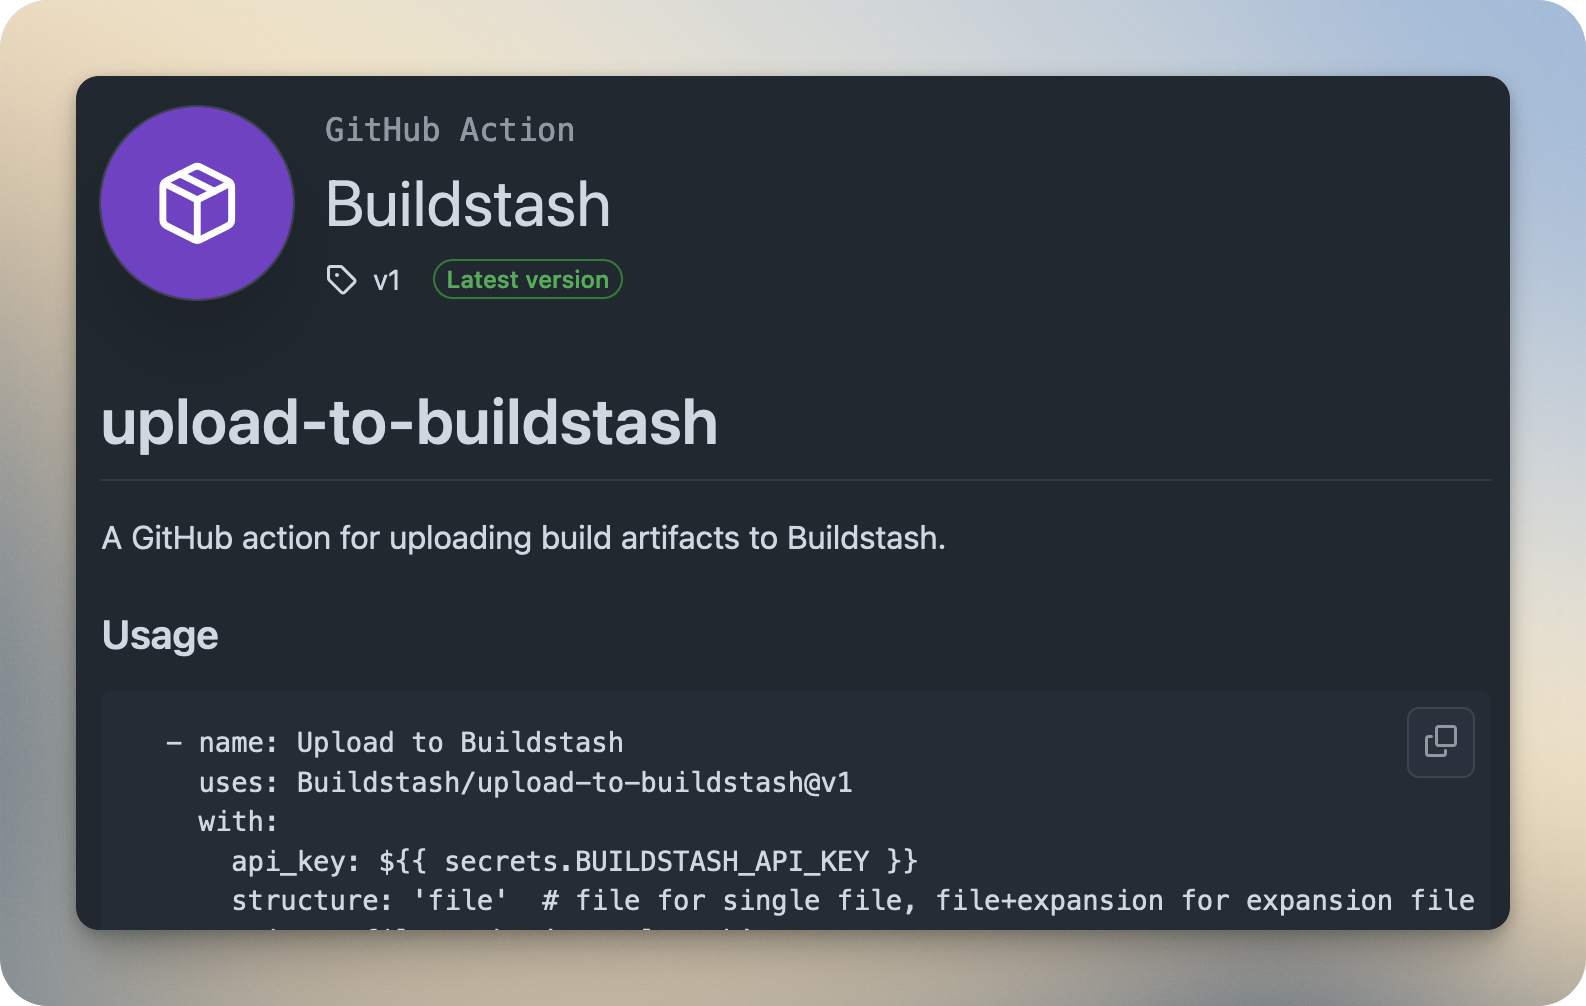 GitHub Action
Buildstash
v1 Latest version
upload-to-buildstash
A GitHub action for uploading build artifacts to Buildstash.
Usage
- name: Upload to Buildstash
uses: Buildstash/upload-to-buildstash@v1
with:
api_key: ${{ secrets.BUILDSTASH_API_KEY }}
structure: 'file'  # file for single file, file+expansion for expansion file